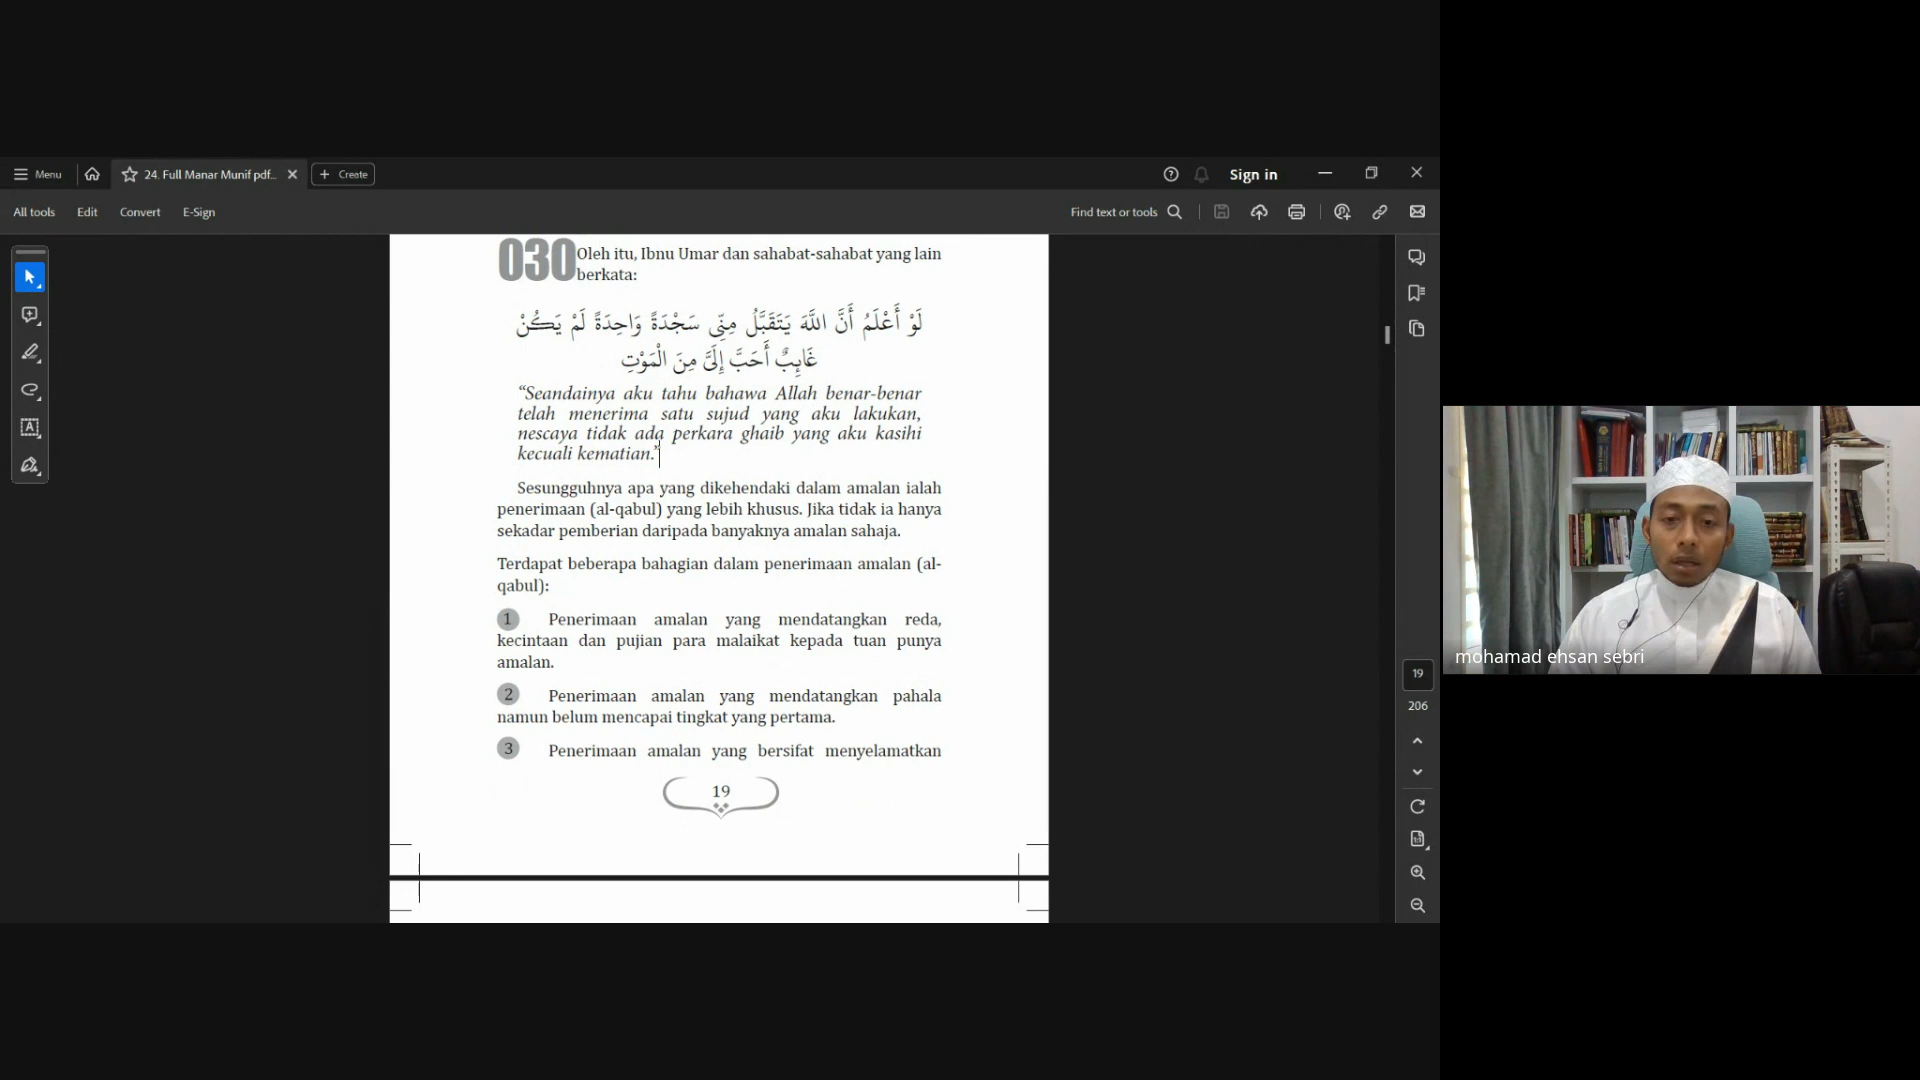 Menu
24. Full Manar Munif pdf...
Create
Sign in
All tools
Edit
Convert
E-Sign
Find text or tools
030
Oleh itu, Ibnu Umar dan sahabat-sahabat yang lain
berkata:
لَوْ أَعْلَمُ أَنَّ اللَّهَ يَتَقَبَّلُ مِنِّي سَجْدَةً وَاحِدَةً لَمْ يَكُنْ
غَائِبٌ أَحَبَّ إِلَيَّ مِنَ الْمَوْتِ
“Seandainya aku tahu bahawa Allah benar-benar
telah menerima satu sujud yang aku lakukan,
nescaya tidak ada perkara ghaib yang aku kasihi
kecuali kematian.”
Sesungguhnya apa yang dikehendaki dalam amalan ialah
penerimaan (al-qabul) yang lebih khusus. Jika tidak ia hanya
sekadar pemberian daripada banyaknya amalan sahaja.
Terdapat beberapa bahagian dalam penerimaan amalan (al-
qabul):
1 Penerimaan amalan yang mendatangkan reda,
kecintaan dan pujian para malaikat kepada tuan punya
amalan.
2 Penerimaan amalan yang mendatangkan pahala
namun belum mencapai tingkat yang pertama.
3 Penerimaan amalan yang bersifat menyelamatkan
19
19
206
mohamad ehsan sebri